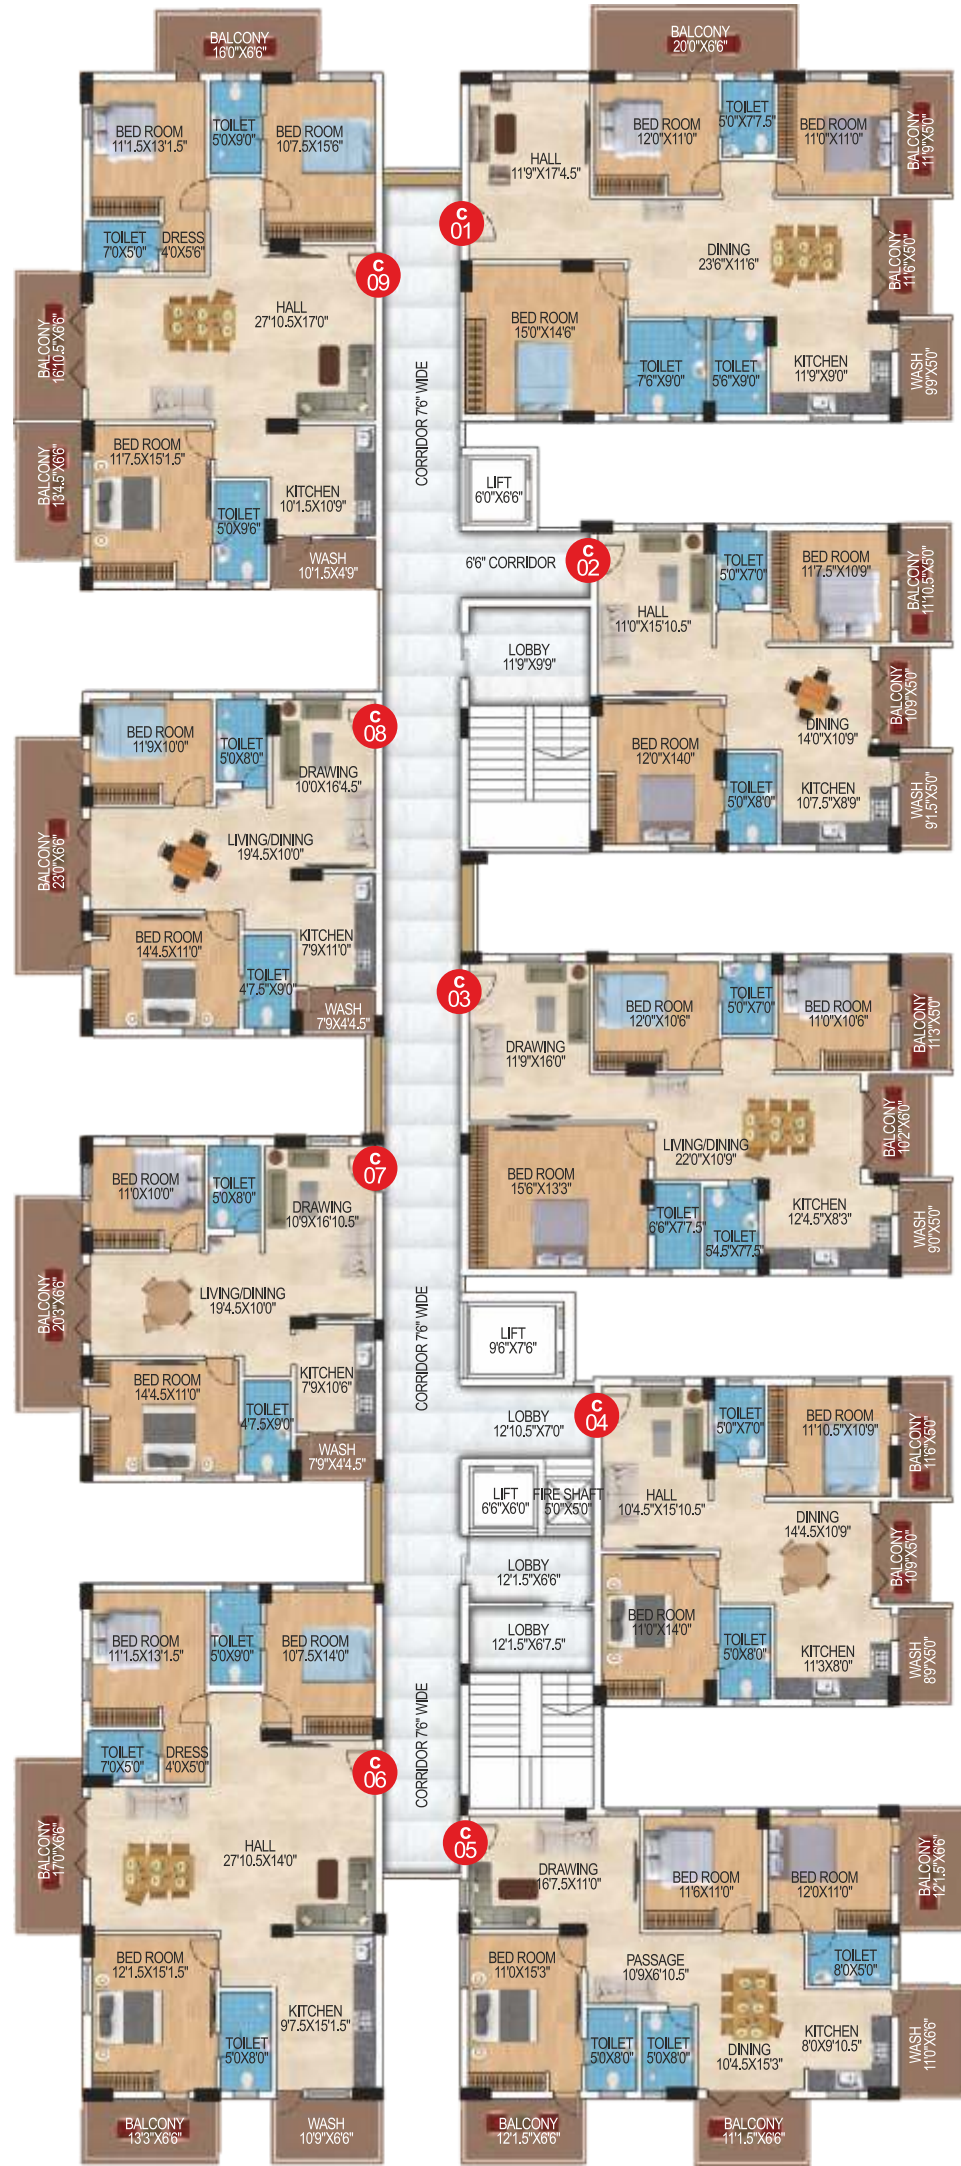 BALCONY
16'0"X6'6"
BED ROOM
11'1.5X13'1.5"
TOILET
5'0X9'0"
BED ROOM
10'7.5X15'6"
TOILET
7'0X5'0"
DRESS
4'0X5'6"
C
09
HALL
27'10.5X17'0"
BALCONY
16'10.5"X6'6"
BALCONY
13'4.5"X6'6"
BED ROOM
11'7.5X15'1.5"
TOILET
5'0X9'6"
KITCHEN
10'1.5X10'9"
WASH
10'1.5X4'9"
BALCONY
20'0"X6'6"
HALL
11'9"X17'4.5"
BED ROOM
12'0"X11'0"
TOILET
5'0"X7'7.5"
BED ROOM
11'0"X11'0"
BALCONY
11'9"X5'0"
C
01
DINING
23'6"X11'6"
BALCONY
11'6"X5'0"
BED ROOM
15'0"X14'6"
TOILET
7'6"X9'0"
TOILET
5'6"X9'0"
KITCHEN
11'9"X9'0"
WASH
9'9"X5'0"
CORRIDOR 7'6" WIDE
LIFT
6'0"X6'6"
6'6" CORRIDOR
C
02
HALL
11'0"X15'10.5"
TOILET
5'0"X7'0"
BED ROOM
11'7.5"X10'9"
BALCONY
11'10.5"X5'0"
LOBBY
11'9"X9'9"
BED ROOM
12'0"X14'0"
DINING
14'0"X10'9"
BALCONY
10'9"X5'0"
TOILET
5'0"X8'0"
KITCHEN
10'7.5"X8'9"
WASH
9'1.5"X5'0"
C
08
BED ROOM
11'9X10'0"
TOILET
5'0X8'0"
DRAWING
10'0X16'4.5"
LIVING/DINING
19'4.5X10'0"
BALCONY
23'0"X6'6"
BED ROOM
14'4.5X11'0"
TOILET
4'7.5"X9'0"
KITCHEN
7'9X11'0"
WASH
7'9"X4'4.5"
C
03
DRAWING
11'9"X16'0"
BED ROOM
12'0"X10'6"
TOILET
5'0"X7'0"
BED ROOM
11'0"X10'6"
BALCONY
11'3"X5'0"
LIVING/DINING
22'0"X10'9"
BALCONY
10'2"X6'0"
BED ROOM
15'6"X13'3"
TOILET
6'6"X7'7.5"
TOILET
5'4.5"X7'7.5"
KITCHEN
12'4.5"X8'3"
WASH
9'0"X5'0"
C
07
BED ROOM
11'0X10'0"
TOILET
5'0X8'0"
DRAWING
10'9X16'10.5"
LIVING/DINING
19'4.5X10'0"
BALCONY
20'3"X6'6"
BED ROOM
14'4.5X11'0"
TOILET
4'7.5X9'0"
KITCHEN
7'9X10'6"
WASH
7'9"X4'4.5"
CORRIDOR 7'6" WIDE
LIFT
9'6"X7'6"
LOBBY
12'10.5"X7'0"
C
04
HALL
10'4.5"X15'10.5"
TOILET
5'0"X7'0"
BED ROOM
11'10.5"X10'9"
BALCONY
11'6"X5'0"
LIFT
6'6"X6'0"
FIRE SHAFT
5'0"X5'0"
DINING
14'4.5X10'9"
BALCONY
10'9"X5'0"
LOBBY
12'1.5"X6'6"
LOBBY
12'1.5"X6'7.5"
BED ROOM
11'0"X14'0"
TOILET
5'0X8'0"
KITCHEN
11'3X8'0"
WASH
8'9"X5'0"
BED ROOM
11'1.5X13'1.5"
TOILET
5'0X9'0"
BED ROOM
10'7.5X14'0"
TOILET
7'0X5'0"
DRESS
4'0X5'0"
C
06
CORRIDOR 7'6" WIDE
HALL
27'10.5X14'0"
BALCONY
17'0"X6'6"
BED ROOM
12'1.5X15'1.5"
TOILET
5'0X8'0"
KITCHEN
9'7.5X15'1.5"
BALCONY
13'3"X6'6"
WASH
10'9"X6'6"
C
05
DRAWING
16'7.5X11'0"
BED ROOM
11'6X11'0"
BED ROOM
12'0X11'0"
BALCONY
12'1.5"X6'6"
BED ROOM
11'0X15'3"
PASSAGE
10'9X6'10.5"
TOILET
8'0X5'0"
TOILET
5'0X8'0"
TOILET
5'0X8'0"
DINING
10'4.5X15'3"
KITCHEN
8'0X9'10.5"
WASH
11'0"X6'6"
BALCONY
12'1.5"X6'6"
BALCONY
11'1.5"X6'6"